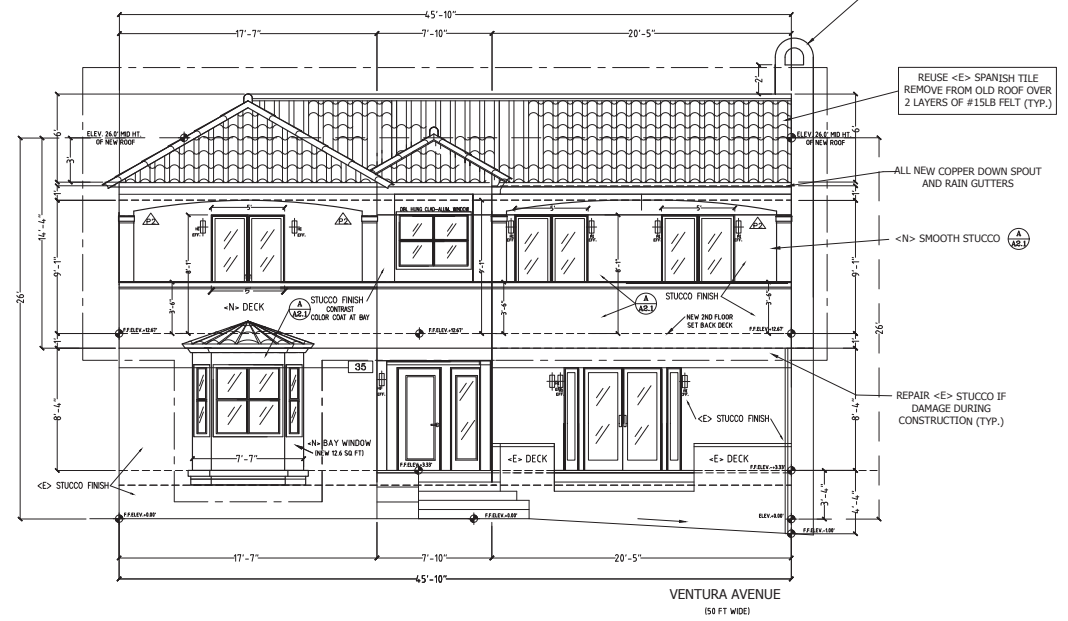 45'-10"
17'-7"
7'-10"
20'-5"
2'
REUSE <E> SPANISH TILE
REMOVE FROM OLD ROOF OVER
2 LAYERS OF #15LB FELT (TYP.)
6'
6'
ELEV. 26.0' MID HT.
OF NEW ROOF
ELEV. 26.0' MID HT.
OF NEW ROOF
3'
ALL NEW COPPER DOWN SPOUT
AND RAIN GUTTERS
1'
1'
DBL HUNG CLAD-ALUM. WINDOW
5'
5'
5'
P2
P2
P2
14'-4"
<N> SMOOTH STUCCO
A
A2.1
9'-1"
8'-1"
8'-1"
9'-1"
5'
26'
3'-6"
<N> DECK
A
A2.1
STUCCO FINISH
CONTRAST
COLOR COAT AT BAY
3'-6"
A
A2.1
STUCCO FINISH
3'-6"
NEW 2ND FLOOR
SET BACK DECK
F.F.ELEV.+12.67'
F.F.ELEV.+12.67'
F.F.ELEV.+12.67'
26'
1'
1'
35
8'-4"
8'-4"
REPAIR <E> STUCCO IF
DAMAGE DURING
CONSTRUCTION (TYP.)
<E> STUCCO FINISH
<N> BAY WINDOW
(NEW 12.6 SQ FT)
7'-7"
<E> DECK
<E> DECK
F.F.ELEV.+3.33'
F.F.ELEV.+3.33'
<E> STUCCO FINISH
3'-4"
4'-4"
F.F.ELEV.+0.00'
F.F.ELEV.+0.00'
ELEV.+0.00'
F.F.ELEV.-1.00'
17'-7"
7'-10"
20'-5"
45'-10"
VENTURA AVENUE
(50 FT WIDE)